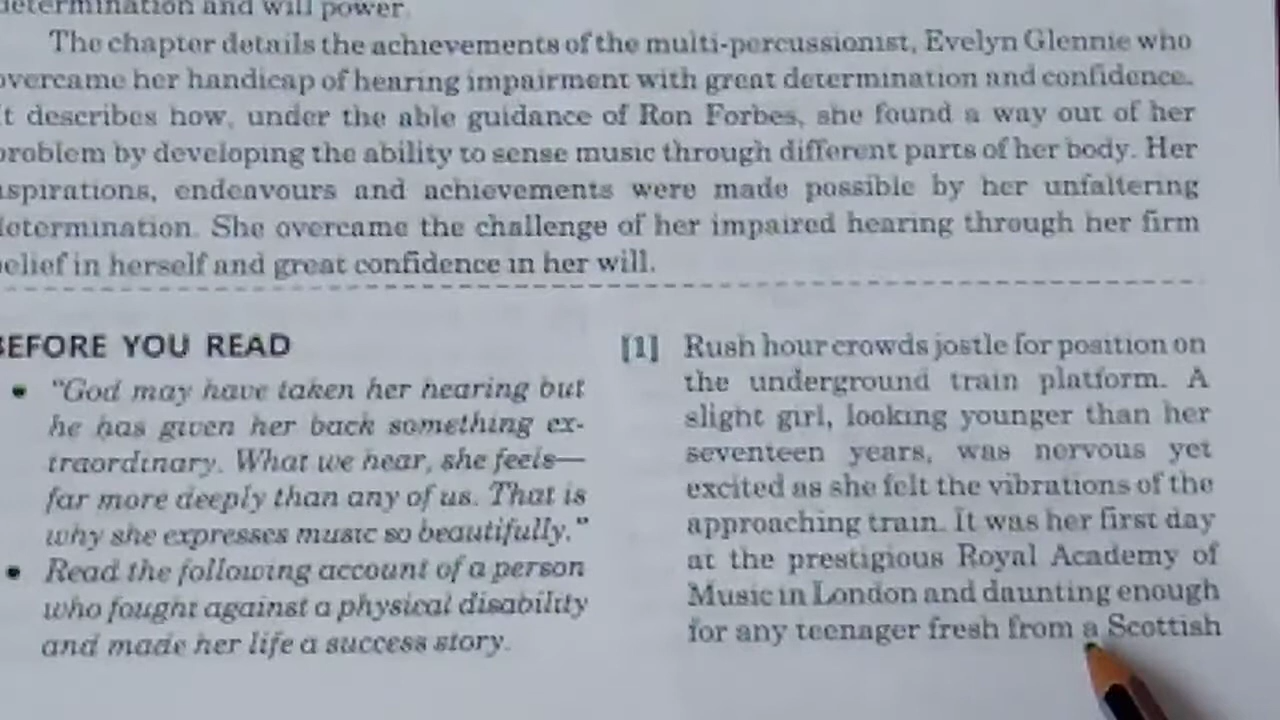 determination and will power.
The chapter details the achievements of the multi-percussionist, Evelyn Glennie who
overcame her handicap of hearing impairment with great determination and confidence.
It describes how, under the able guidance of Ron Forbes, she found a way out of her
problem by developing the ability to sense music through different parts of her body. Her
aspirations, endeavours and achievements were made possible by her unfaltering
determination. She overcame the challenge of her impaired hearing through her firm
belief in herself and great confidence in her will.
BEFORE YOU READ
• "God may have taken her hearing but
he has given her back something ex-
traordinary. What we hear, she feels—
far more deeply than any of us. That is
why she expresses music so beautifully."
• Read the following account of a person
who fought against a physical disability
and made her life a success story.
[1] Rush hour crowds jostle for position on
the underground train platform. A
slight girl, looking younger than her
seventeen years, was nervous yet
excited as she felt the vibrations of the
approaching train. It was her first day
at the prestigious Royal Academy of
Music in London and daunting enough
for any teenager fresh from a Scottish